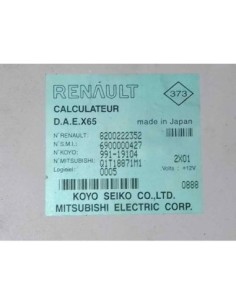 RENAULT
373
CALCULATEUR
D.A.E.X65
made in Japan
N°RENAULT: 8200222352
N°S.M.I.: 6900000427
N°KOYO: 991-19104
N°MITSUBISHI: Q1T18871M1 2X01
Logiciel: 0005 Volts: +12V
0888
KOYO SEIKO CO.,LTD.
MITSUBISHI ELECTRIC CORP.